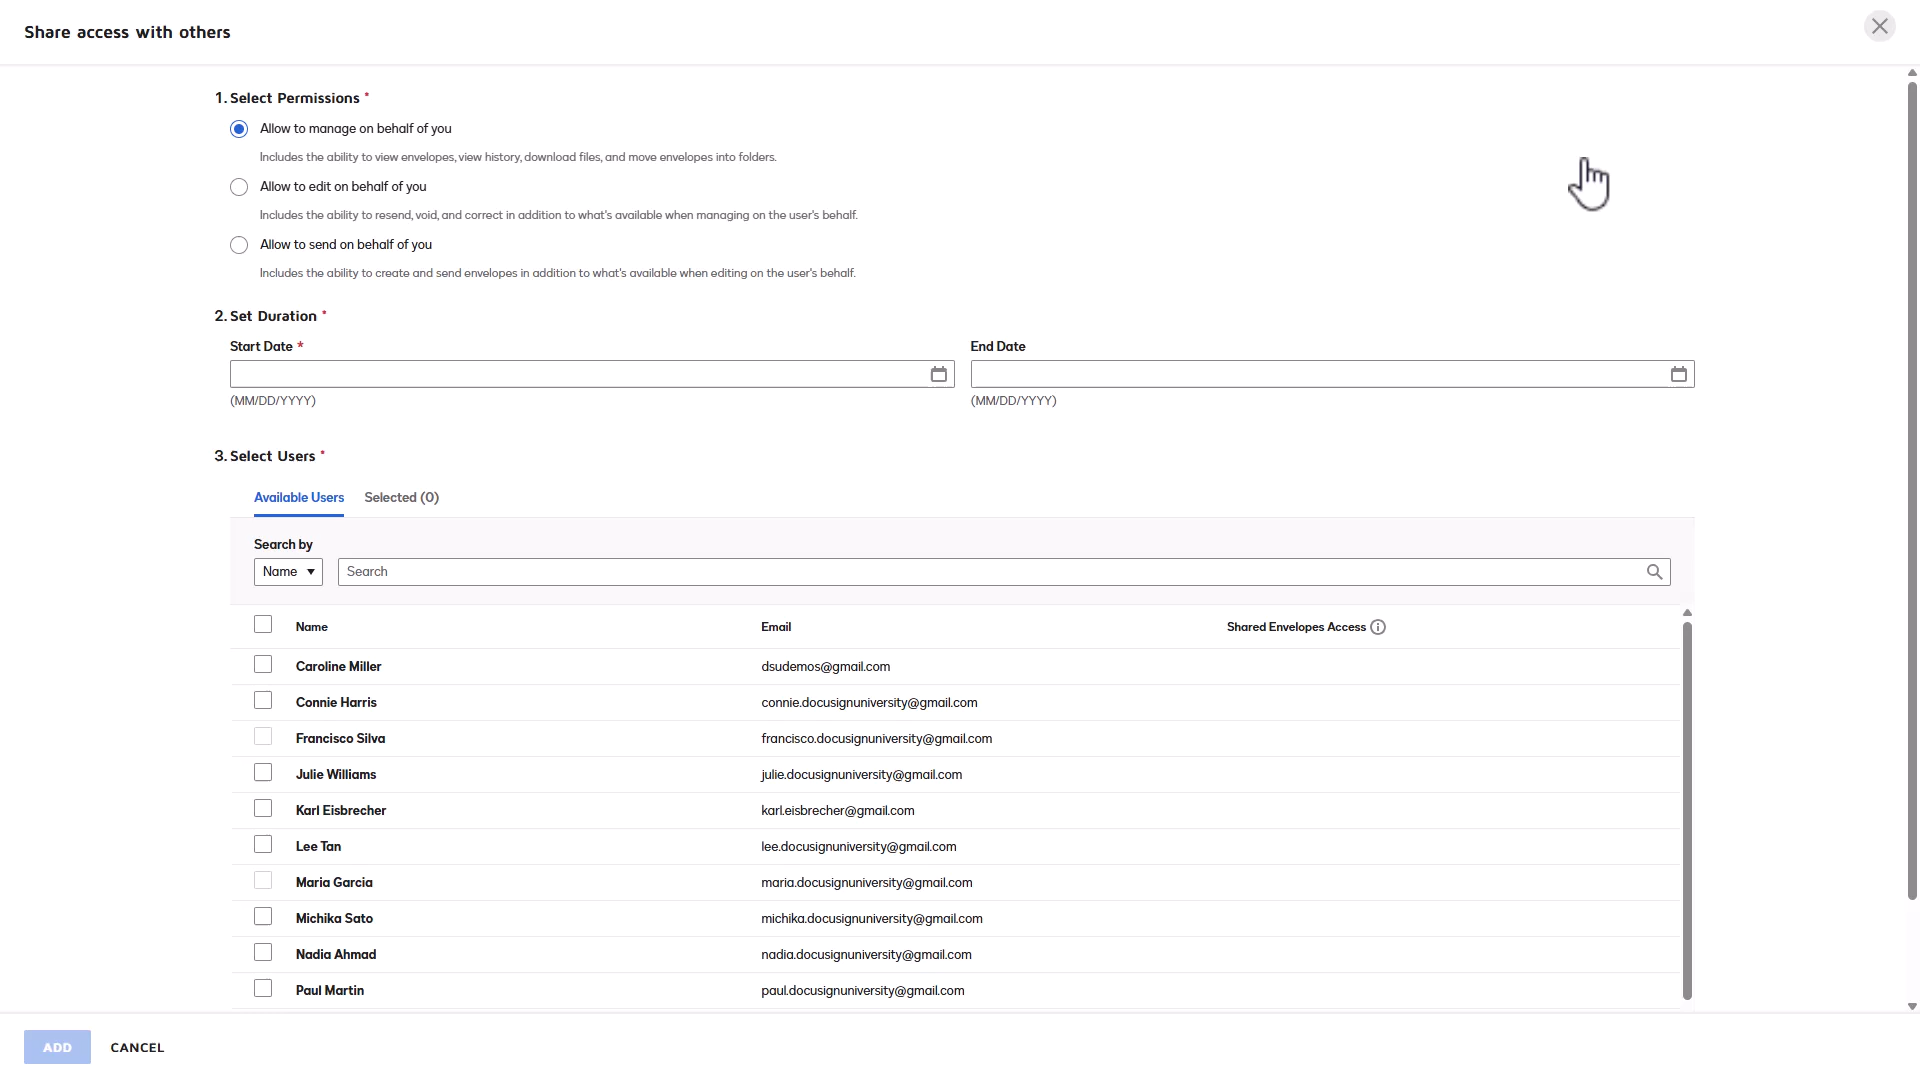 Share access with others
1. Select Permissions *
Allow to manage on behalf of you
Includes the ability to view envelopes, view history, download files, and move envelopes into folders.
Allow to edit on behalf of you
Includes the ability to resend, void, and correct in addition to what's available when managing on the user's behalf.
Allow to send on behalf of you
Includes the ability to create and send envelopes in addition to what's available when editing on the user's behalf.
2. Set Duration *
Start Date * End Date
(MM/DD/YYYY) (MM/DD/YYYY)
3. Select Users *
Available Users Selected (0)
Search by
Name Search
Name Email Shared Envelopes Access
Caroline Miller dsudemos@gmail.com
Connie Harris connie.docusignuniversity@gmail.com
Francisco Silva francisco.docusignuniversity@gmail.com
Julie Williams julie.docusignuniversity@gmail.com
Karl Eisbrecher karl.eisbrecher@gmail.com
Lee Tan lee.docusignuniversity@gmail.com
Maria Garcia maria.docusignuniversity@gmail.com
Michika Sato michika.docusignuniversity@gmail.com
Nadia Ahmad nadia.docusignuniversity@gmail.com
Paul Martin paul.docusignuniversity@gmail.com
ADD CANCEL